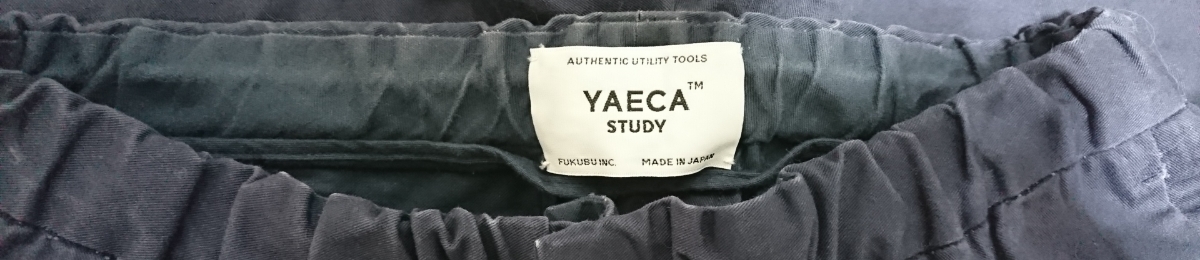 AUTHENTIC UTILITY TOOLS
YAECA™
STUDY
FUKUBU INC. MADE IN JAPAN